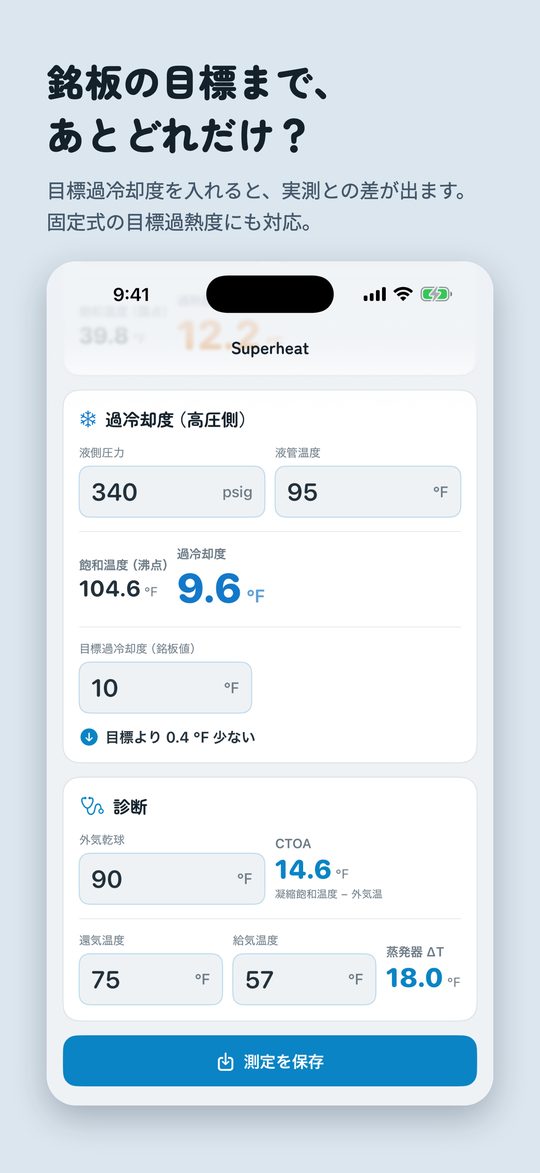 銘板の目標まで、
あとどれだけ？
目標過冷却度を入れると、実測との差が出ます。
固定式の目標過熱度にも対応。
9:41
39.8 °F
12.2
Superheat
過冷却度（高圧側）
液側圧力
液管温度
340 psig
95 °F
飽和温度（沸点）
過冷却度
104.6 °F
9.6 °F
目標過冷却度（銘板値）
10 °F
目標より 0.4 °F 少ない
診断
外気乾球
CTOA
90 °F
14.6 °F
凝縮飽和温度 − 外気温
還気温度
給気温度
蒸発器 ΔT
75 °F
57 °F
18.0 °F
測定を保存